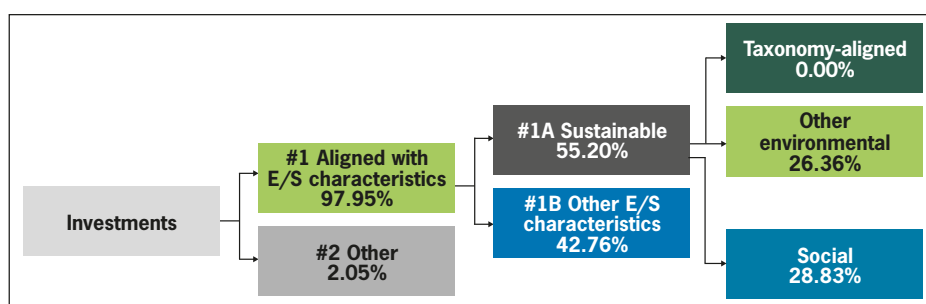 Investments
#1 Aligned with
E/S characteristics
97.95%
#2 Other
2.05%
#1A Sustainable
55.20%
#1B Other E/S
characteristics
42.76%
Taxonomy-aligned
0.00%
Other
environmental
26.36%
Social
28.83%